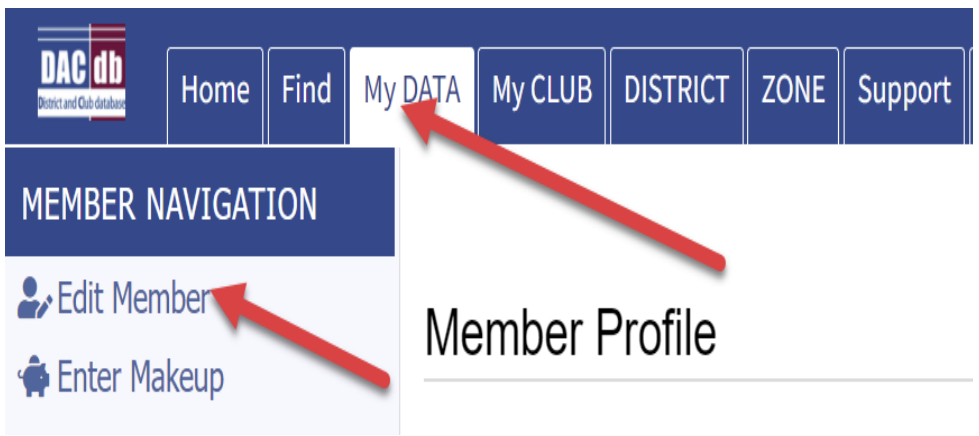 DAC db
District and Club database
Home Find My DATA My CLUB DISTRICT ZONE Support
MEMBER NAVIGATION
Edit Member
Enter Makeup
Member Profile